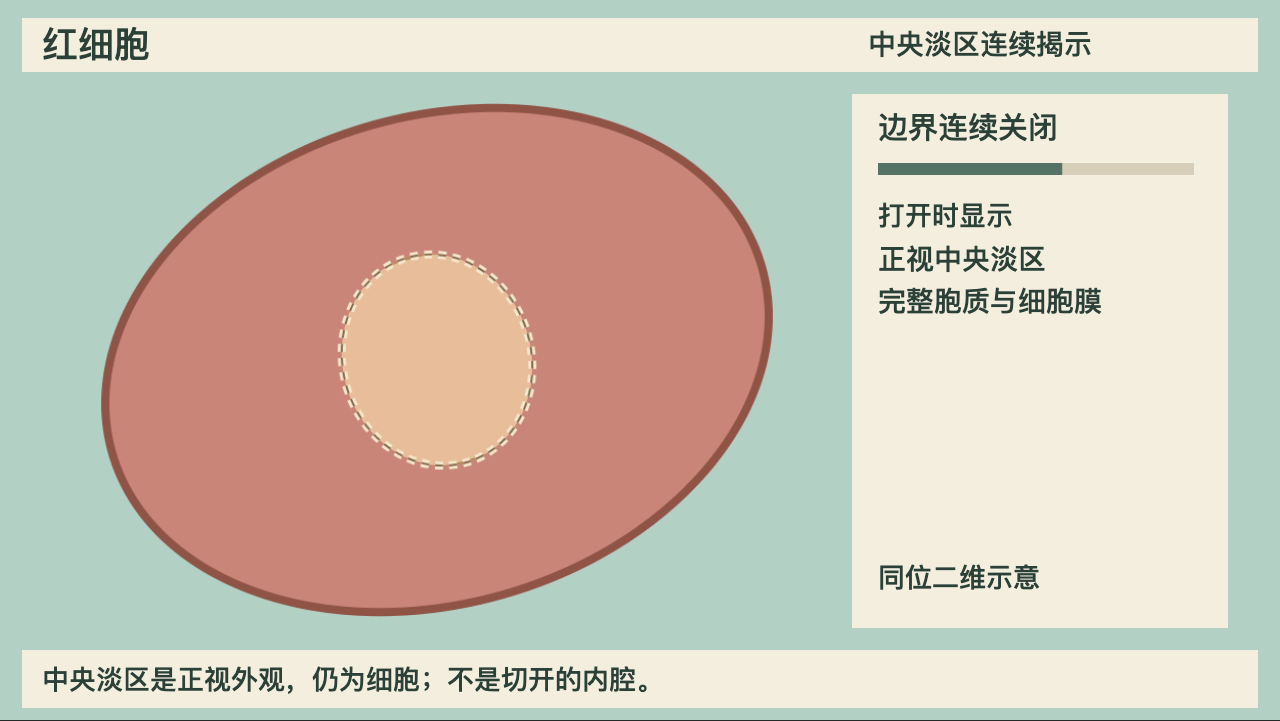 红细胞
中央淡区连续揭示
边界连续关闭
打开时显示
正视中央淡区
完整胞质与细胞膜
同位二维示意
中央淡区是正视外观，仍为细胞；不是切开的内腔。